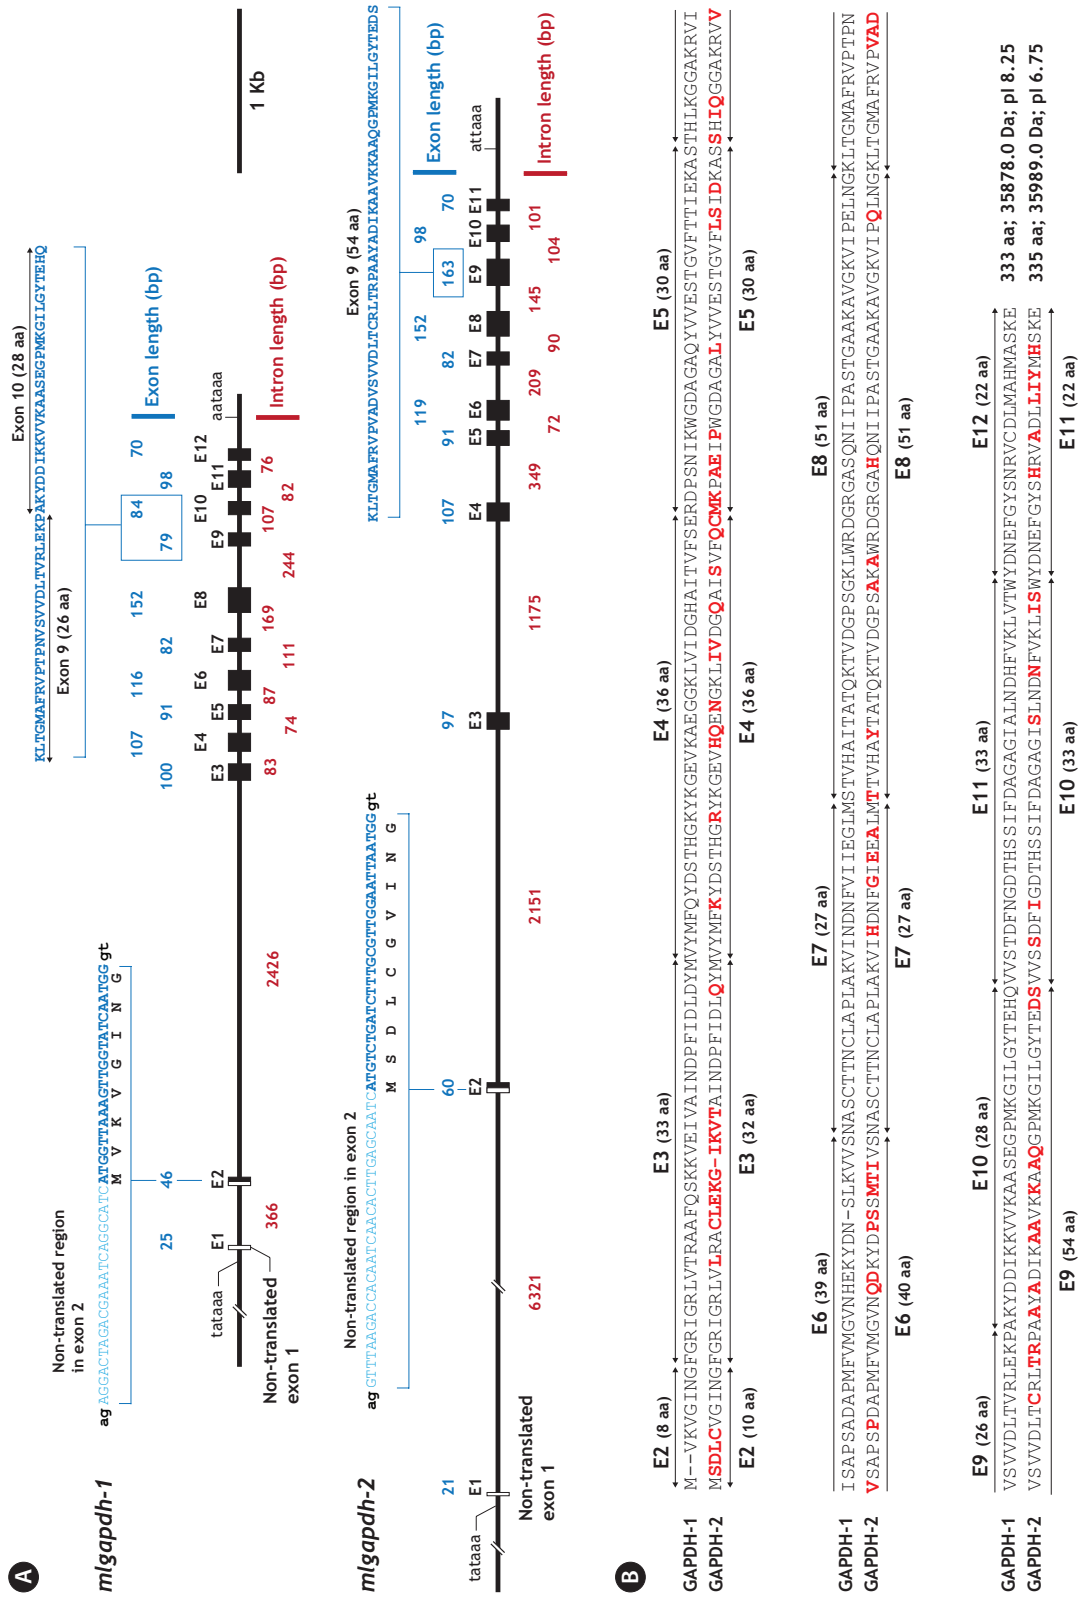 A
mlgapdh-1
Non-translated region
in exon 2
ag AGGACTAGACGAAATCAGGCATCATGGTTAAAGTTGGTATCAATGG gt
M V K V G I N G
Exon 9 (26 aa)
Exon 10 (28 aa)
KLTGMAFRVPTPNVSVVDLTVRLEKPAKYDDIKKVVKAASEGPMKGILGYTEHQ
25 46 100 107 91 116 82 152 79 84 98 70
Exon length (bp)
tataaa E1 E2 E3 E4 E5 E6 E7 E8 E9 E10 E11 E12 aataaa
Non-translated
exon 1
366 2426 83 74 87 111 169 244 107 82 76
Intron length (bp)
1 Kb
mlgapdh-2
Non-translated region in exon 2
ag GTTTAAGACCACAATCAACACTTGAGCAATCATGTCTGATCTTTGCGTTGGAATTAATGG gt
M S D L C G V I N G
Exon 9 (54 aa)
KLTGMAFRVPVADVSVVDLTCRLTRPAAYADIKAAVKKAAQGPMKGILGYTEDS
21 60 97 107 91 119 82 152 163 98 70
Exon length (bp)
tataaa E1 E2 E3 E4 E5 E6 E7 E8 E9 E10 E11 attaaa
Non-translated
exon 1
6321 2151 1175 349 72 209 90 145 104 101
Intron length (bp)
B
E2 (8 aa) E3 (33 aa) E4 (36 aa) E5 (30 aa)
GAPDH-1 M--VKVGINGFGRIGRLVTRAAFQSKKVEIVAINDPFIDLDYMVYMFQYDSTHGKYKGEVKAEGGKLVIDGHAITVFSERDPSNIKWGDAGAQYVVESTGVFTTIEKASTHLKGGAKRVI
GAPDH-2 MSDLCVGINGFGRIGRLVLRACLEKG-IKVTAINDPFIDLQYMVYMFKYDSTHGRYKGEVHQENGKLIVDGQAISVFQCMKPAEIPWGDAGALYVVESTGVFLSIDKASSHIQGGAKRVV
E2 (10 aa) E3 (32 aa) E4 (36 aa) E5 (30 aa)
E6 (39 aa) E7 (27 aa) E8 (51 aa)
GAPDH-1 ISAPSADAPMFVMGVNHEKYDN-SLKVVSNASCTTNCLAPLAKVINDNFVIIEGLMSTVHAITATQKTVDGPSGKLWRDGRGASQNIIPASTGAAKAVGKVIPELNGKLTGMAFRVPTPN
GAPDH-2 VSAPSPDAPMFVMGVNQDKYDPSSMTIVSNASCTTNCLAPLAKVIHDNFGIEEALMTTVHAYTATQKTVDGPSAKAWRDGRGAHQNIIPASTGAAKAVGKVIPQLNGKLTGMAFRVPVAD
E6 (40 aa) E7 (27 aa) E8 (51 aa)
E9 (26 aa) E10 (28 aa) E11 (33 aa) E12 (22 aa)
GAPDH-1 VSVVDLTVRLEKPAKYDDIKKVVKAASEGPMKGILGYTEHQVVSTDFNGDTHSSIFDAGAGIALNDHFVKLVTWYDNEFGYSNRVCDLMAHMASKE 333 aa; 35878.0 Da; pI 8.25
GAPDH-2 VSVVDLTCRLTRPAAYADIKAAVKKAAQGPMKGILGYTEDSVVSSDFIGDTHSSIFDAGAGISLNDNFVKLISWYDNEFGYSHRVADLLIYMHSKE 335 aa; 35989.0 Da; pI 6.75
E9 (54 aa) E10 (33 aa) E11 (22 aa)